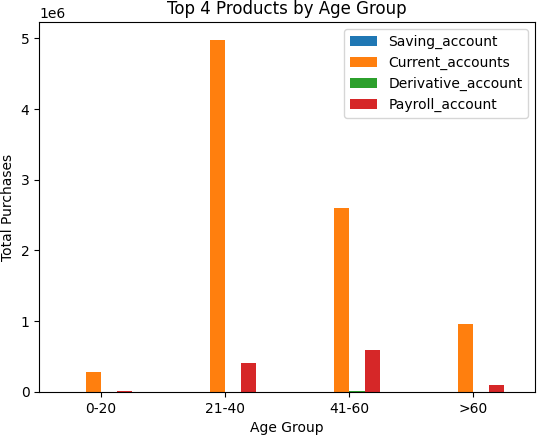 Top 4 Products by Age Group
1e6
Saving_account
Current_accounts
Derivative_account
Payroll_account
Total Purchases
5
4
3
2
1
0
0-20
21-40
41-60
>60
Age Group